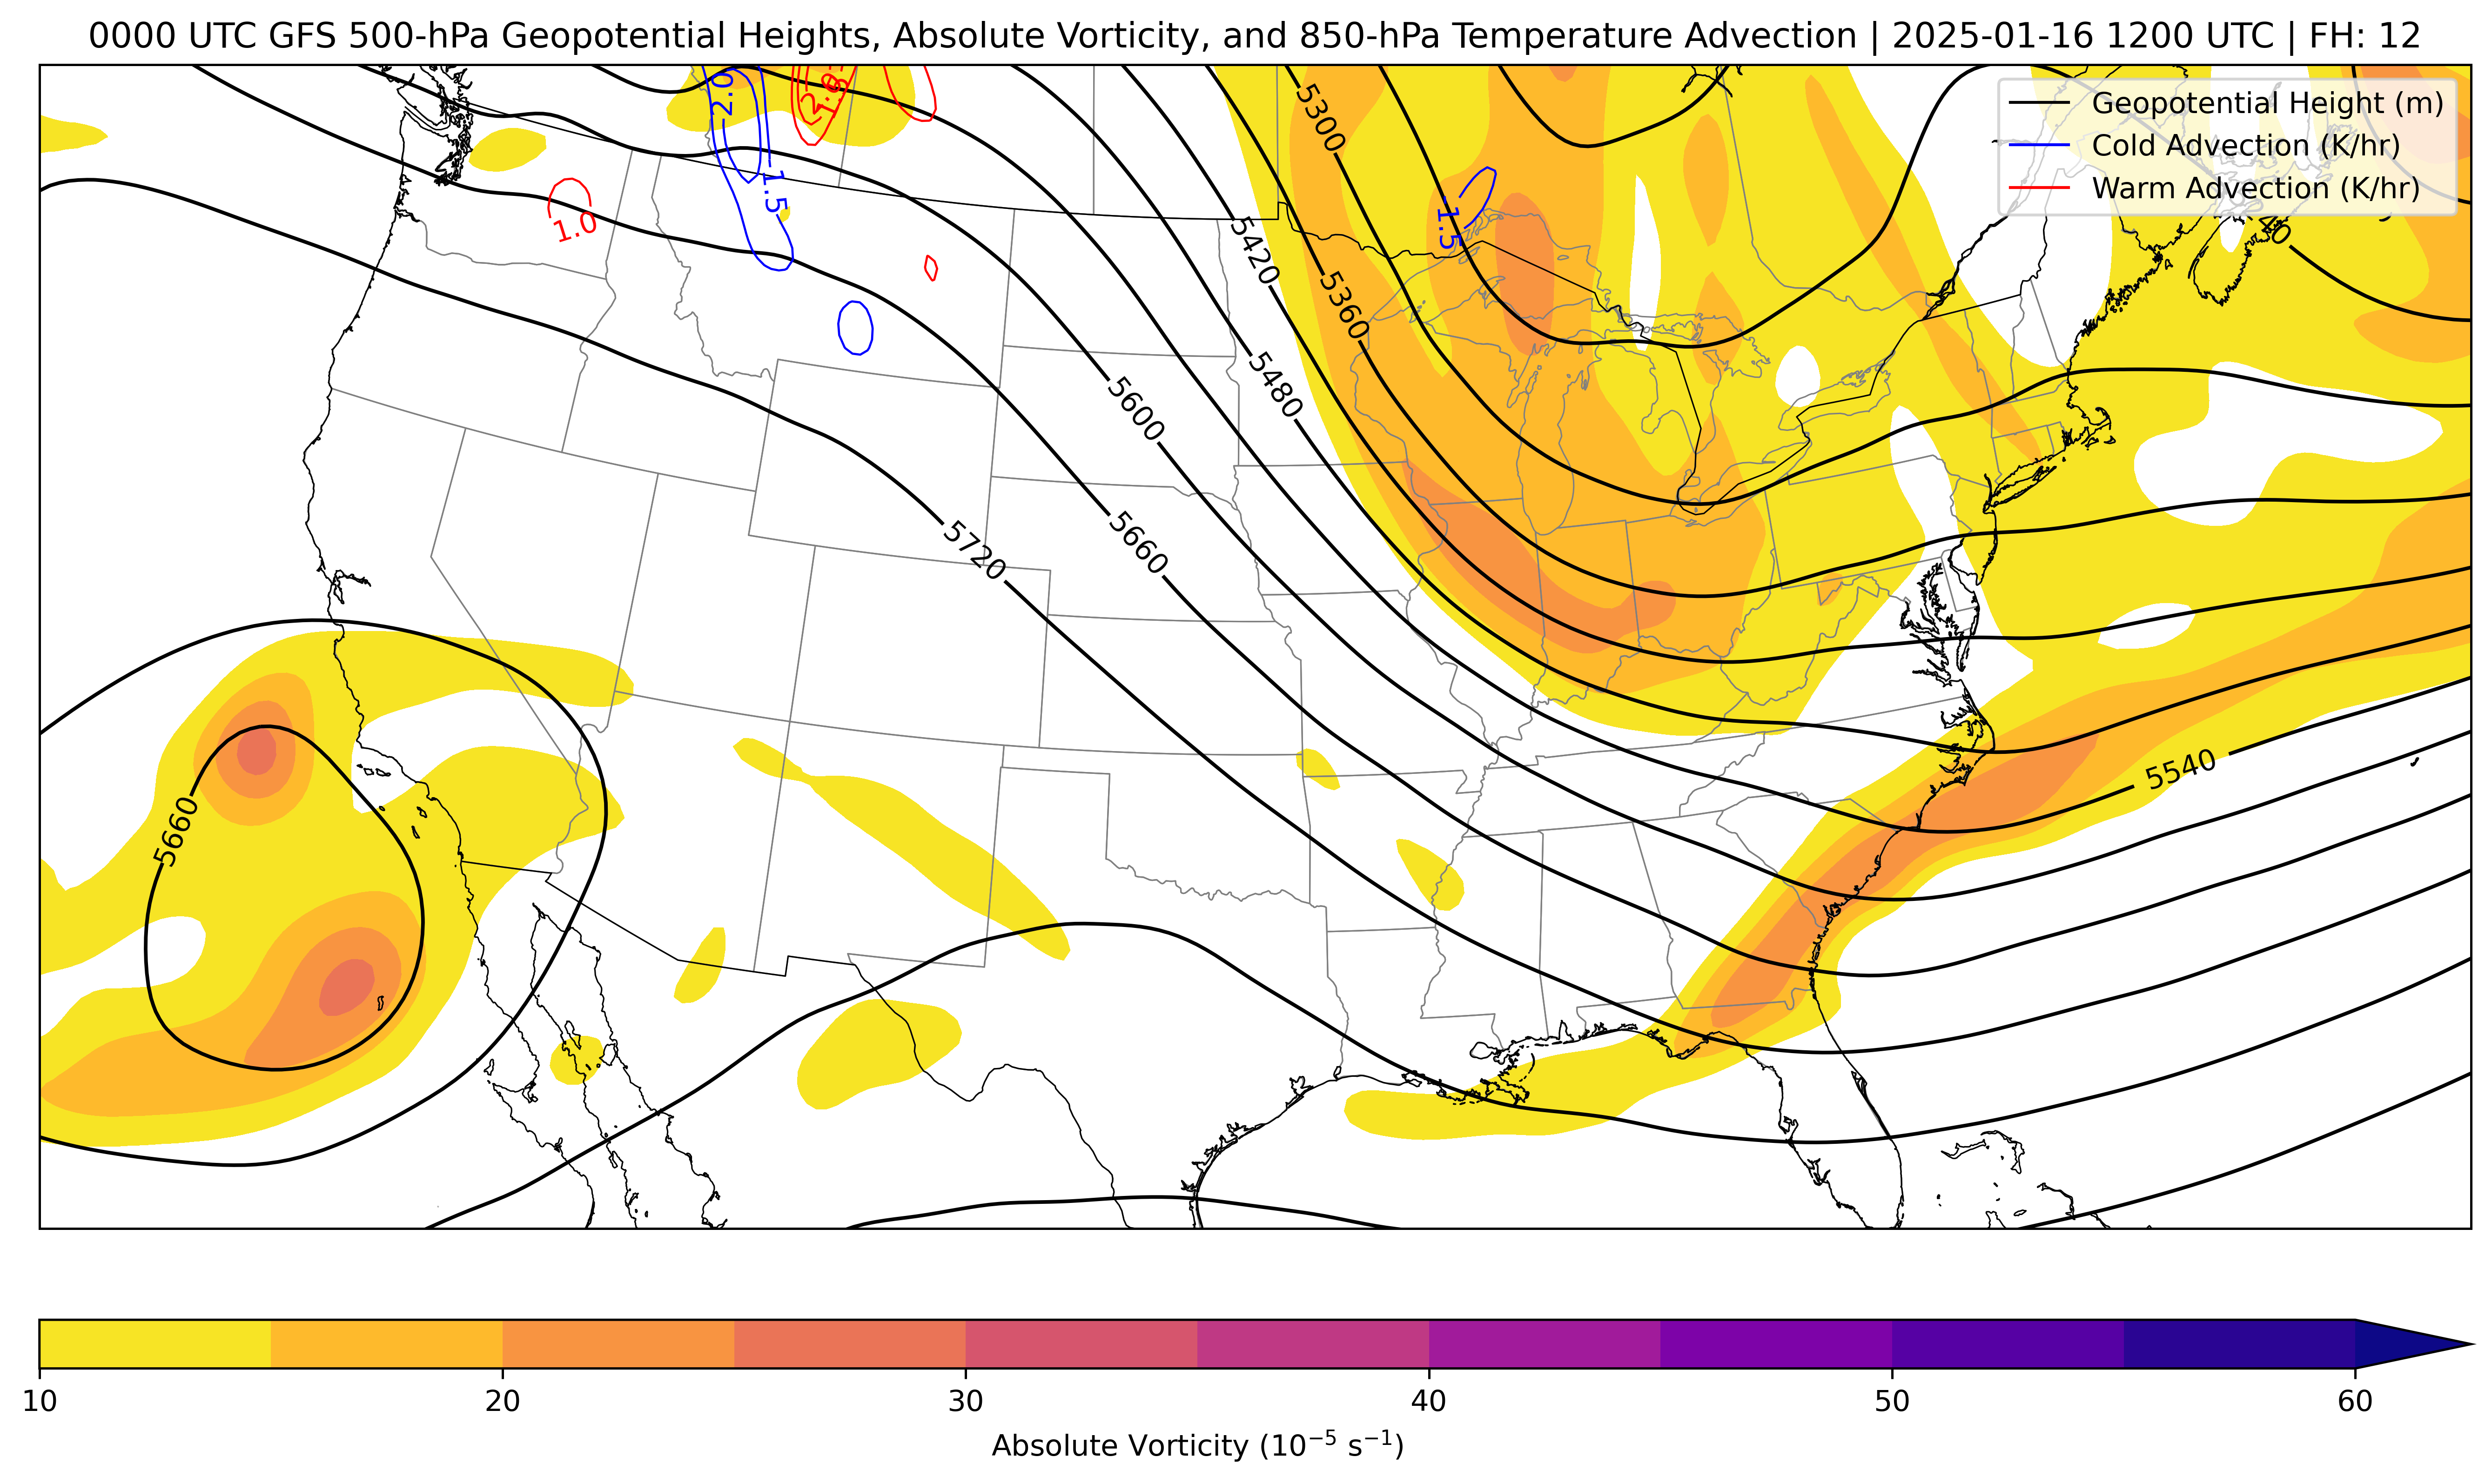 0000 UTC GFS 500-hPa Geopotential Heights, Absolute Vorticity, and 850-hPa Temperature Advection | 2025-01-16 1200 UTC | FH: 12
Geopotential Height (m)
Cold Advection (K/hr)
Warm Advection (K/hr)
2.0
1.5
1.0
1.5
5300
5420
5360
5480
5600
5660
5720
5660
5540
10 20 30 40 50 60
Absolute Vorticity (10⁻⁵ s⁻¹)